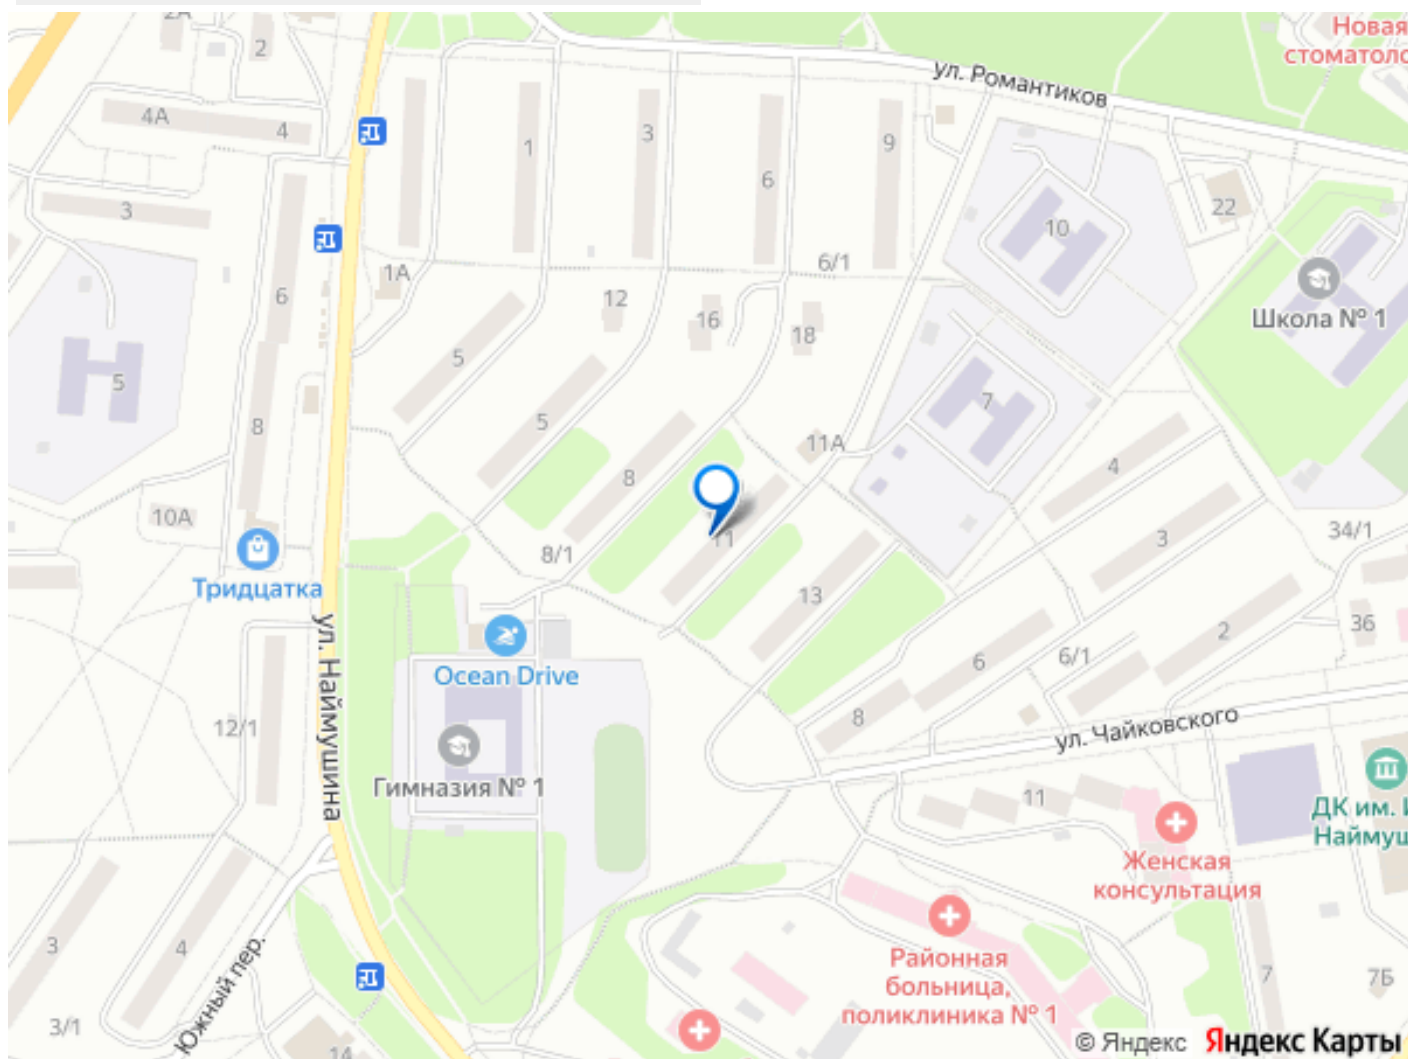 Новая
стоматоло
2А
2
ул. Романтиков
4А
4
1
3
6
9
3
10
22
1А
6
6/1
12
16
18
Школа № 1
5
5
5
7
8
11А
8
4
10А
11
3
34/1
8/1
Тридцатка
13
36
ул. Наймушина
Ocean Drive
6
6/1
2
8
12/1
ул. Чайковского
Гимназия № 1
11
ДК им. И
Наймуш
Женская
консультация
3
4
Южный пер.
Районная
больница,
поликлиника № 1
7
7Б
3/1
14
© Яндекс Яндекс Карты